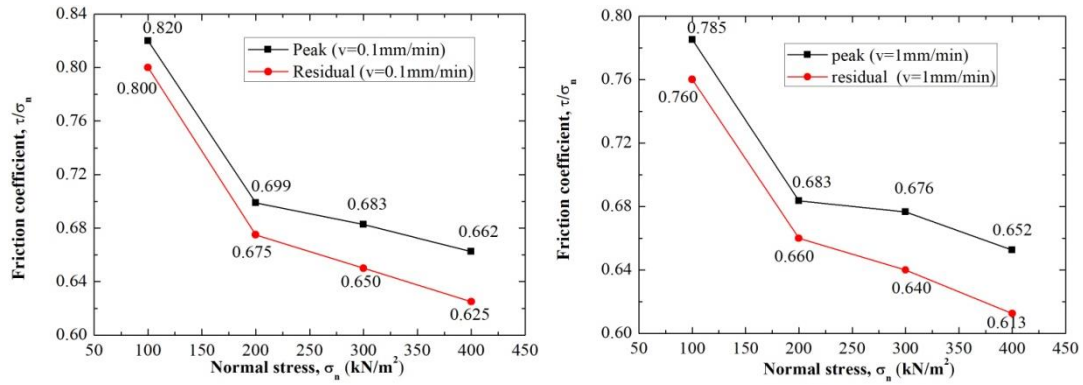 0.84
0.80
0.76
0.72
0.68
0.64
0.60
Friction coefficient, τ/σn
0.820
0.800
0.699
0.675
0.683
0.650
0.662
0.625
Peak (v=0.1mm/min)
Residual (v=0.1mm/min)
50 100 150 200 250 300 350 400 450
Normal stress, σn (kN/m²)
0.80
0.76
0.72
0.68
0.64
0.60
Friction coefficient, τ/σn
0.785
0.760
0.683
0.660
0.676
0.640
0.652
0.613
peak (v=1mm/min)
residual (v=1mm/min)
50 100 150 200 250 300 350 400 450
Normal stress, σn (kN/m²)